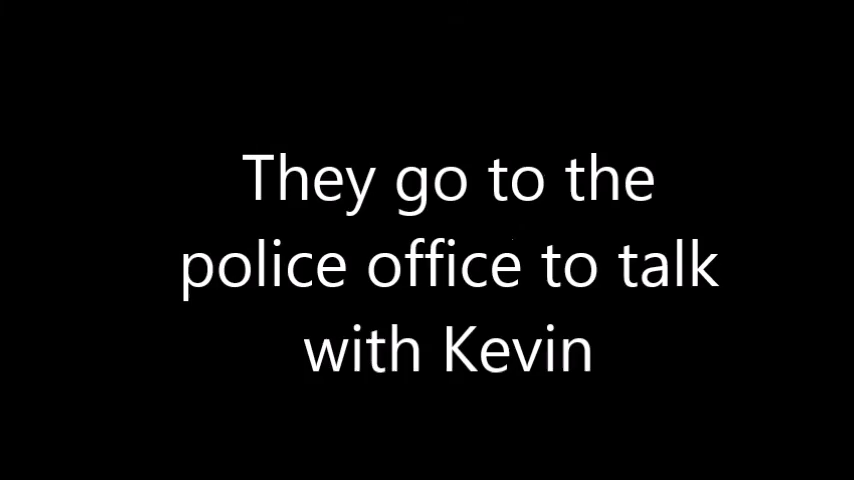 They go to the
police office to talk
with Kevin